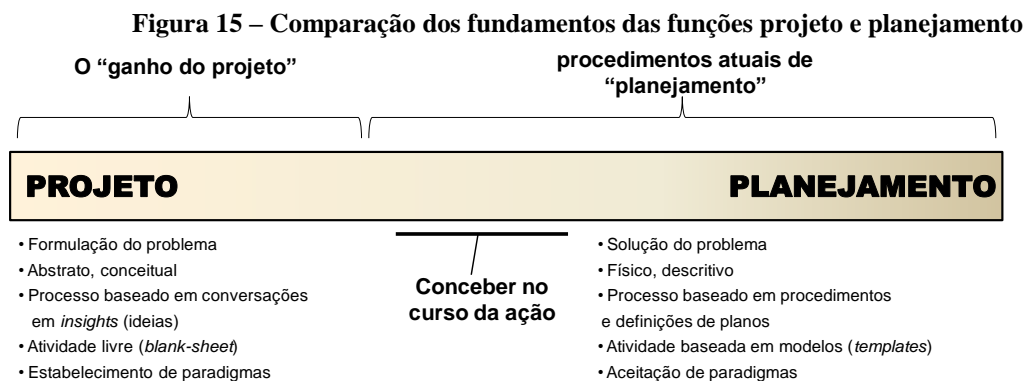 Figura 15 – Comparação dos fundamentos das funções projeto e planejamento
O “ganho do projeto”
procedimentos atuais de
“planejamento”
PROJETO
PLANEJAMENTO
• Formulação do problema
• Abstrato, conceitual
• Processo baseado em conversações
em insights (ideias)
• Atividade livre (blank-sheet)
• Estabelecimento de paradigmas
Conceber no
curso da ação
• Solução do problema
• Físico, descritivo
• Processo baseado em procedimentos
e definições de planos
• Atividade baseada em modelos (templates)
• Aceitação de paradigmas